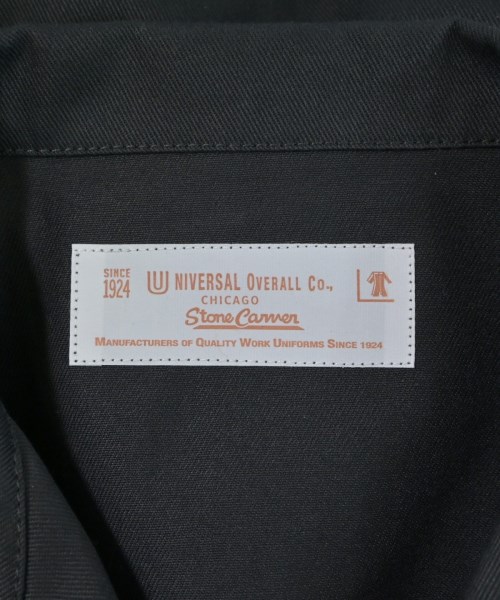 SINCE
1924
UNIVERSAL OVERALL CO.,
CHICAGO
Stone Carver
MANUFACTURERS OF QUALITY WORK UNIFORMS SINCE 1924